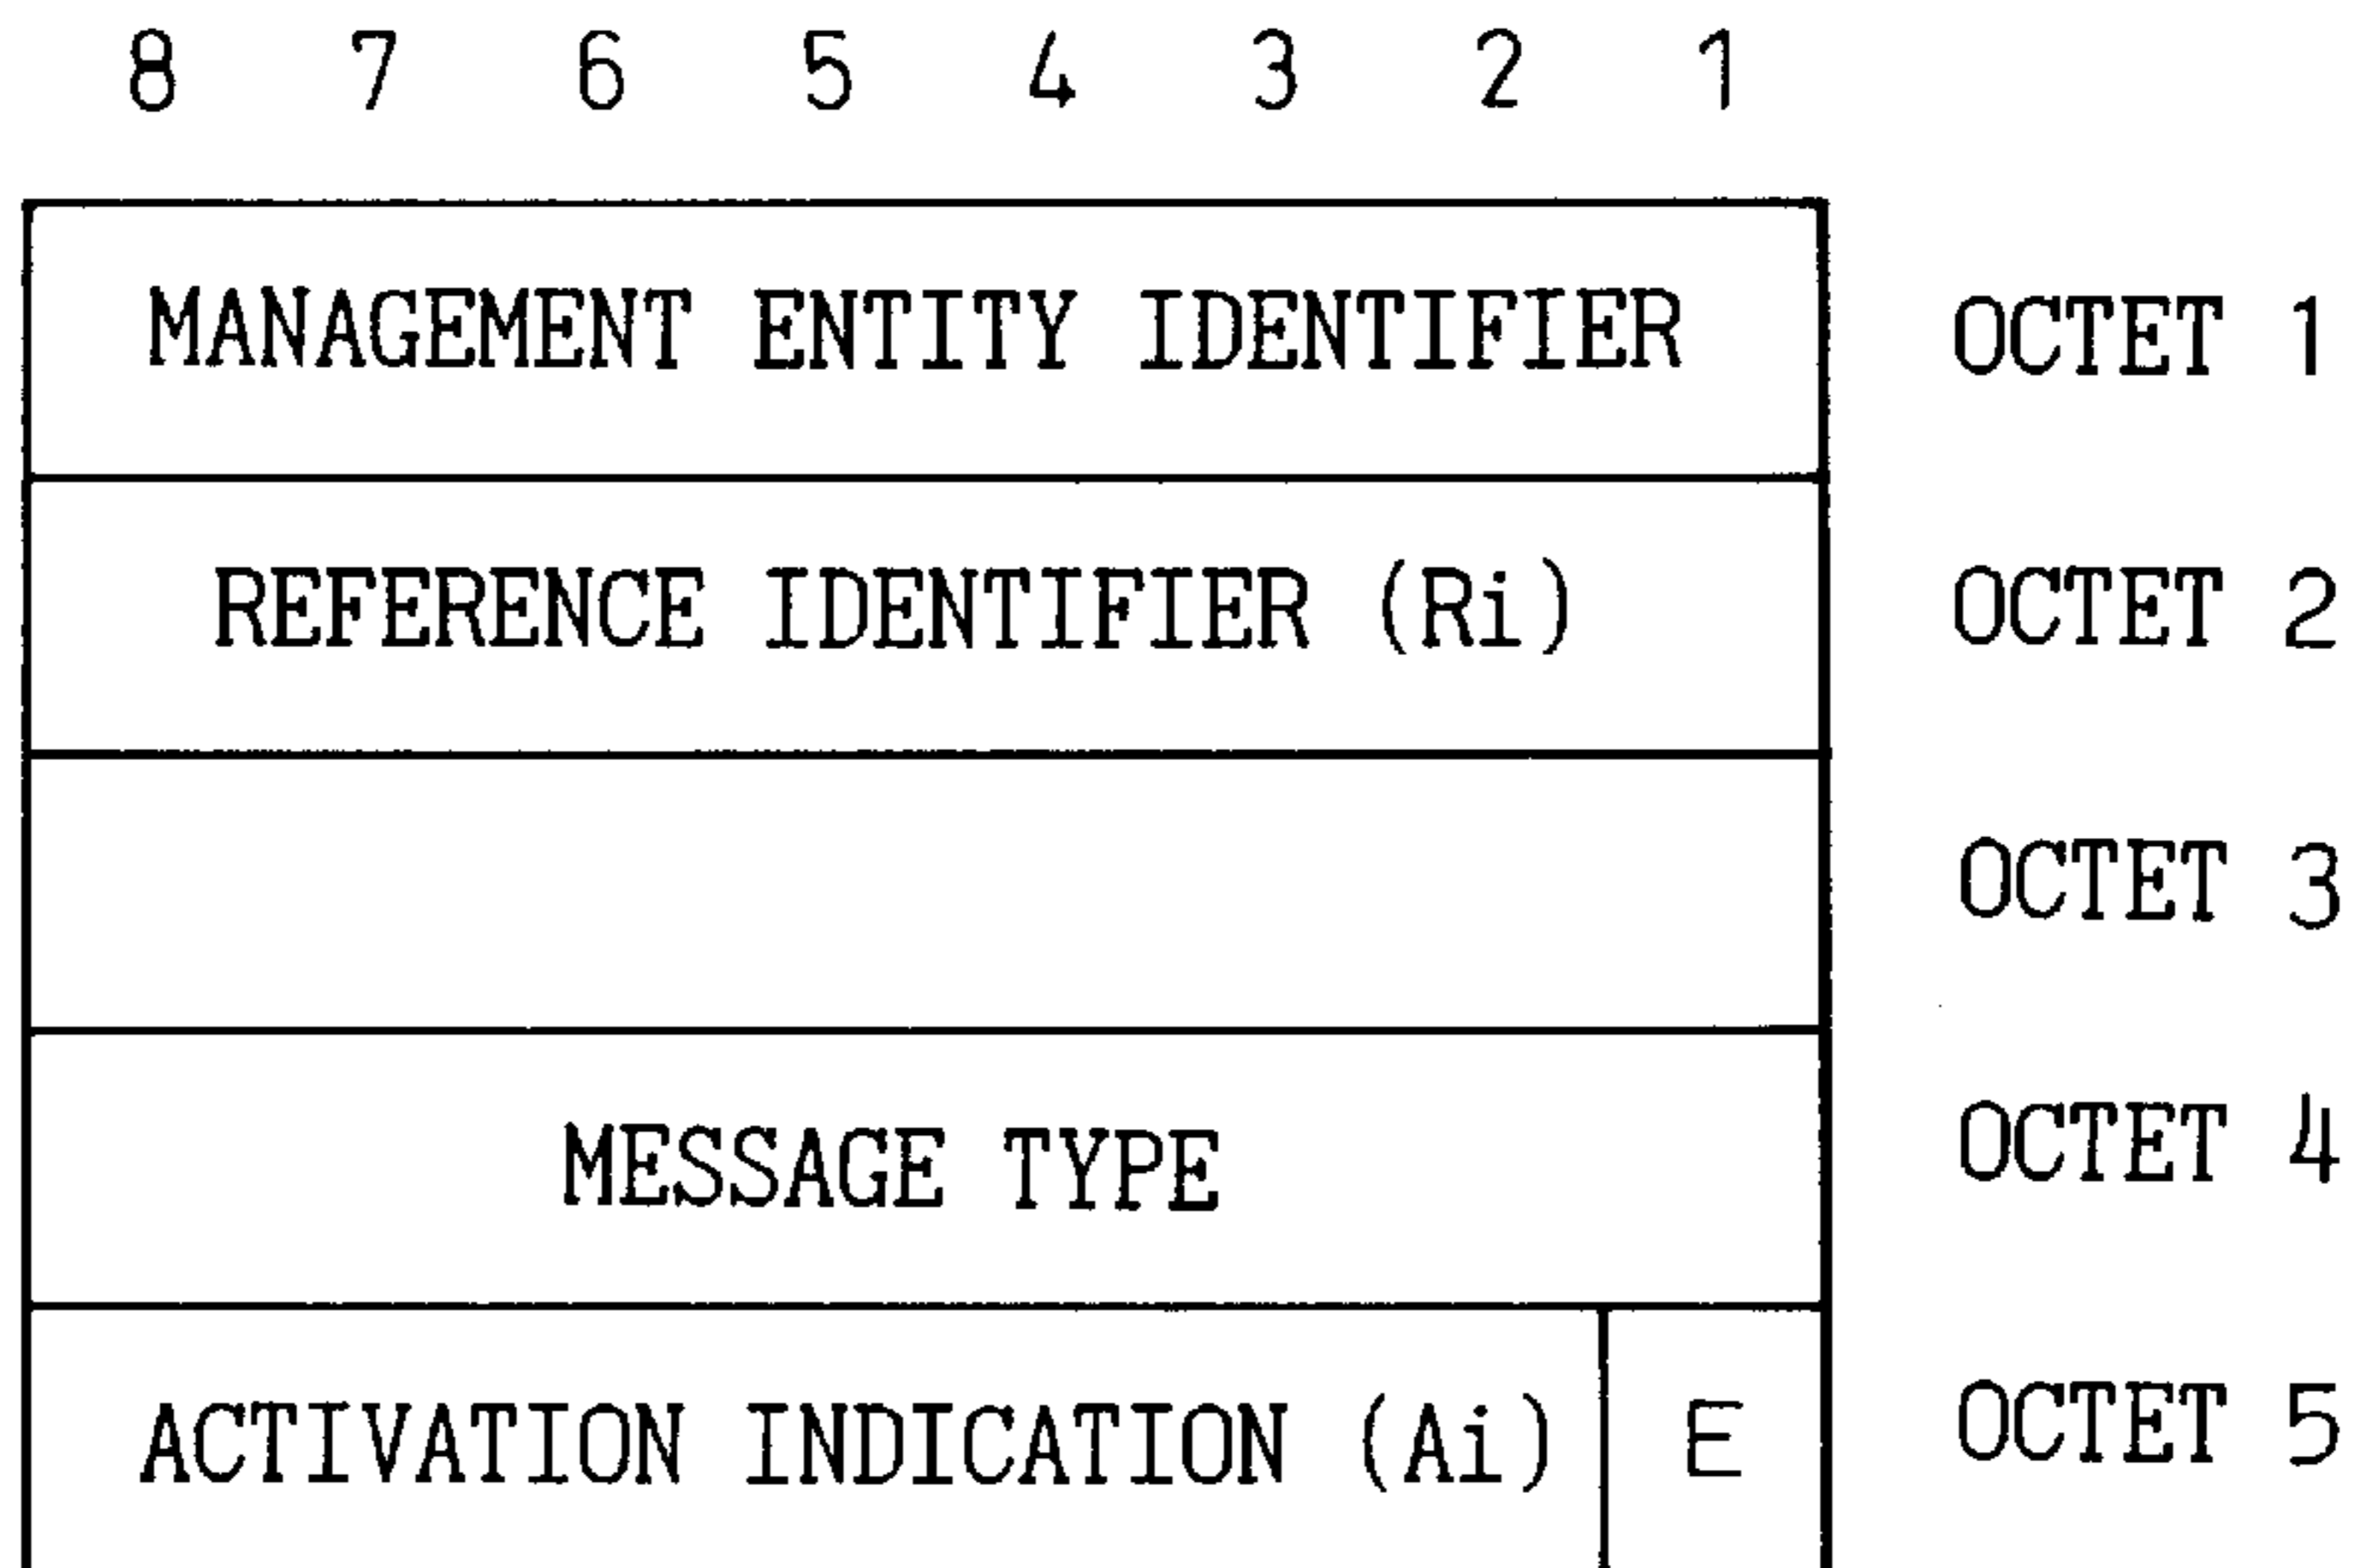 8 7 6 5 4 3 2 1
MANAGEMENT ENTITY IDENTIFIER OCTET 1
REFERENCE IDENTIFIER (Ri) OCTET 2
OCTET 3
MESSAGE TYPE OCTET 4
ACTIVATION INDICATION (Ai) E OCTET 5